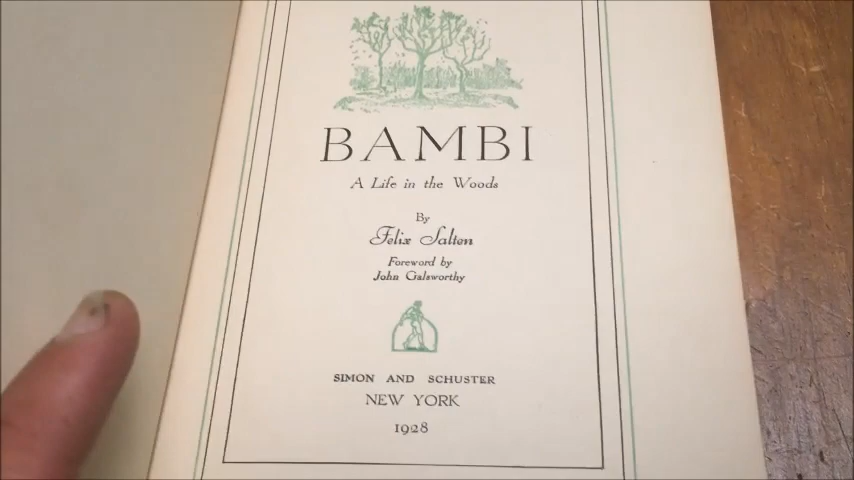 BAMBI
A Life in the Woods
By
Felix Salten
Foreword by
John Galsworthy
SIMON AND SCHUSTER
NEW YORK
1928